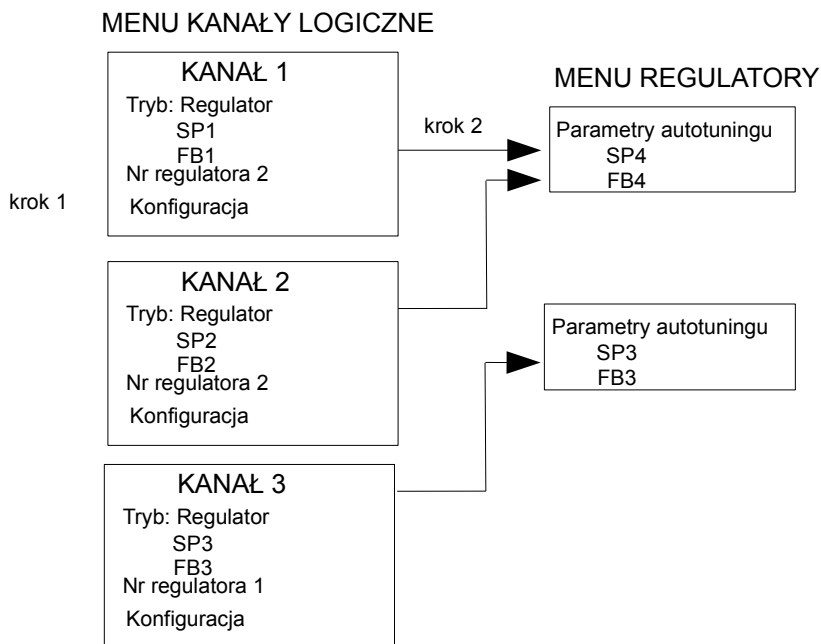 MENU KANAŁY LOGICZNE
KANAŁ 1
Tryb: Regulator
SP1
FB1
Nr regulatora 2
Konfiguracja
krok 1
krok 2
MENU REGULATORY
Parametry autotuningu
SP4
FB4
KANAŁ 2
Tryb: Regulator
SP2
FB2
Nr regulatora 2
Konfiguracja
Parametry autotuningu
SP3
FB3
KANAŁ 3
Tryb: Regulator
SP3
FB3
Nr regulatora 1
Konfiguracja